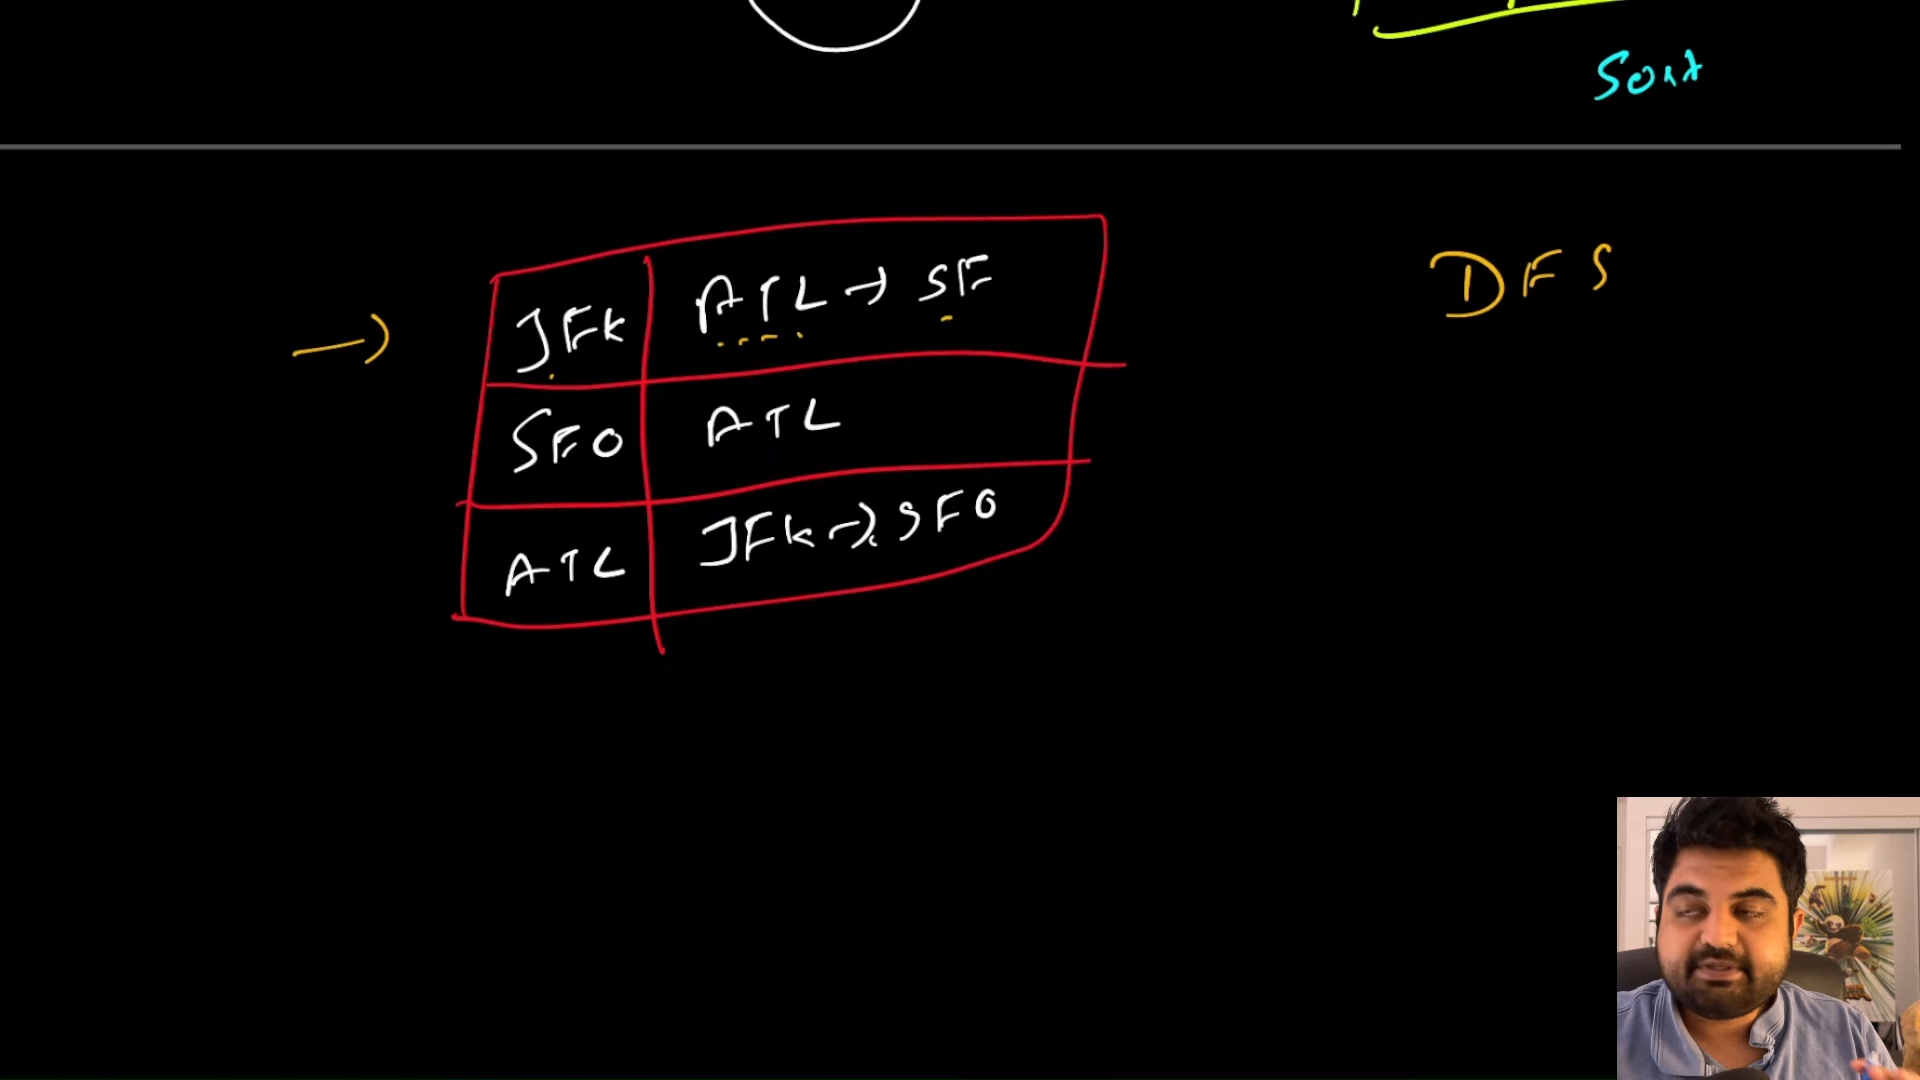 Sort
JFK ATL → SF
DFS
SFO ATL
ATL JFK → SFO